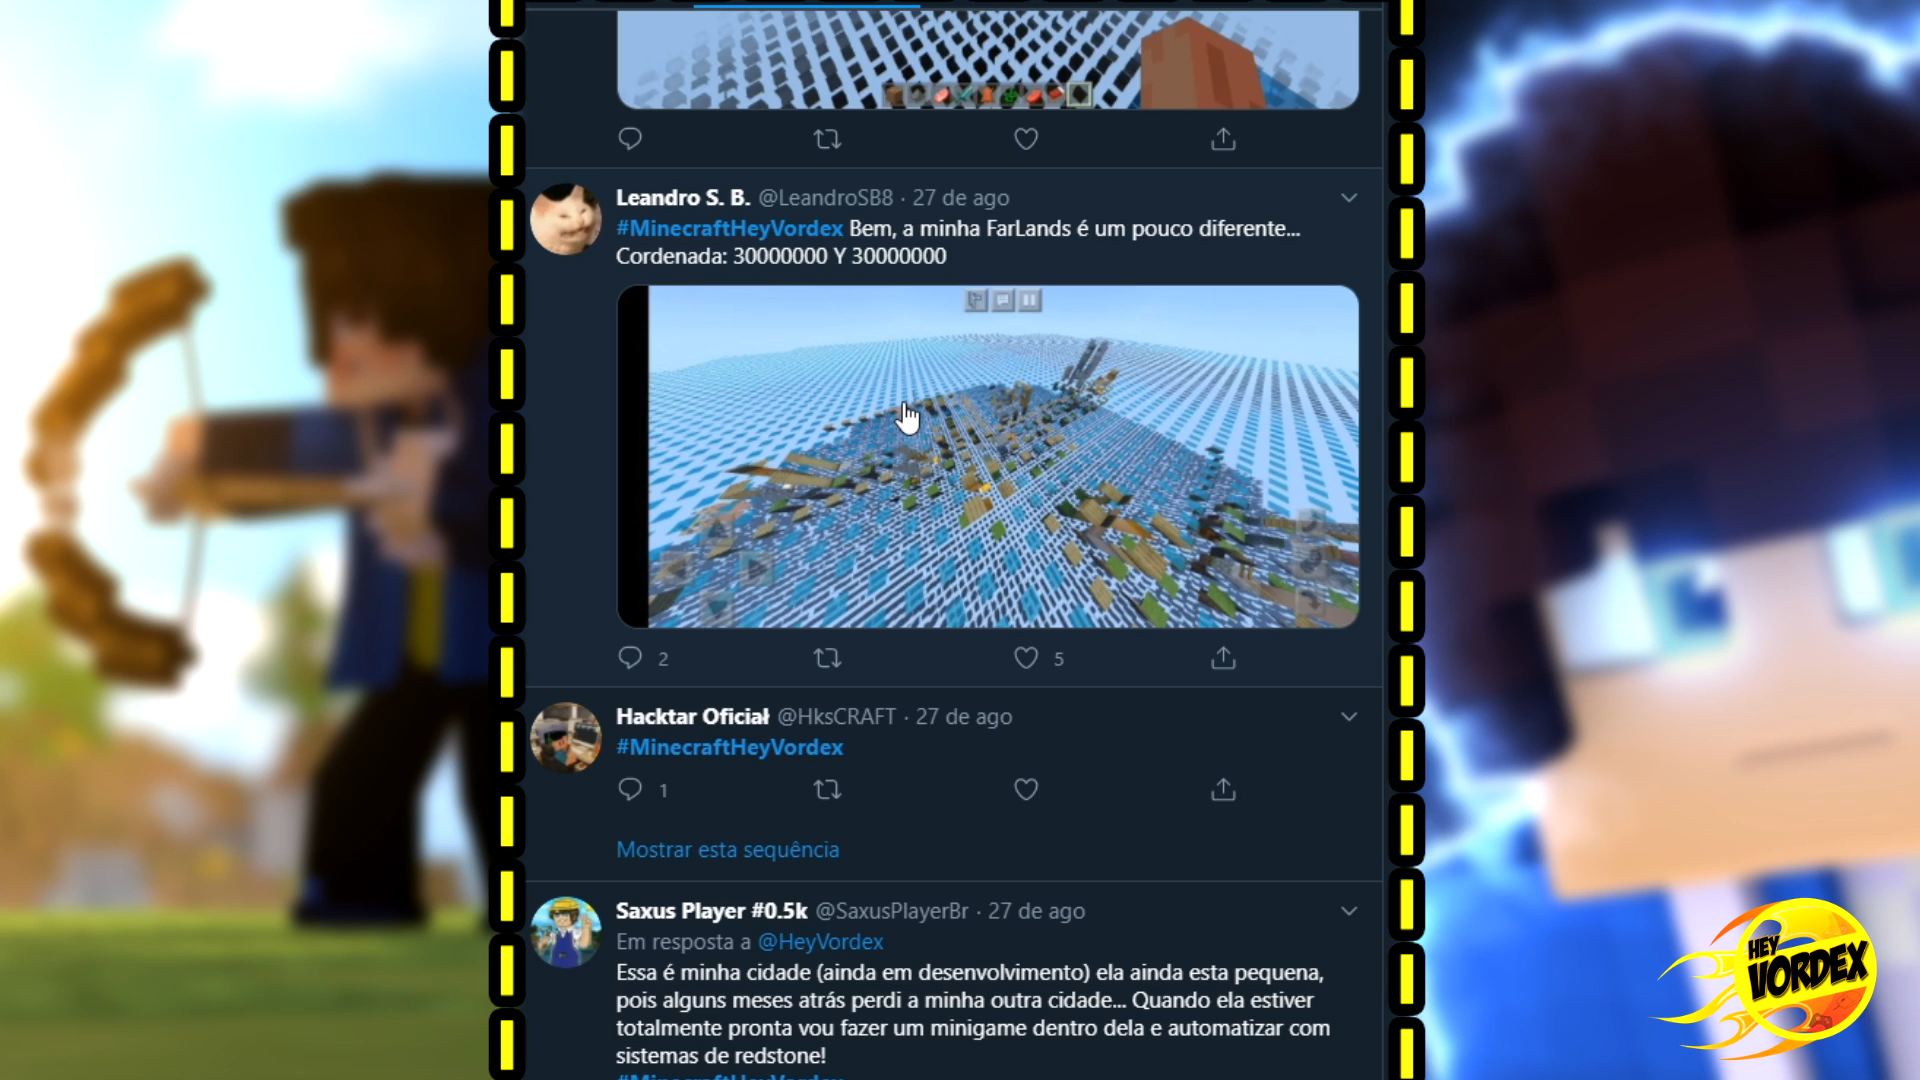 Leandro S. B. @LeandroSB8 · 27 de ago
#MinecraftHeyVordex Bem, a minha FarLands é um pouco diferente...
Cordenada: 30000000 Y 30000000
2
5
Hacktar Oficiał @HksCRAFT · 27 de ago
#MinecraftHeyVordex
1
Mostrar esta sequência
Saxus Player #0.5k @SaxusPlayerBr · 27 de ago
Em resposta a @HeyVordex
Essa é minha cidade (ainda em desenvolvimento) ela ainda esta pequena,
pois alguns meses atrás perdi a minha outra cidade... Quando ela estiver
totalmente pronta vou fazer um minigame dentro dela e automatizar com
sistemas de redstone!
#MinecraftHeyVordex
HEY
VORDEX